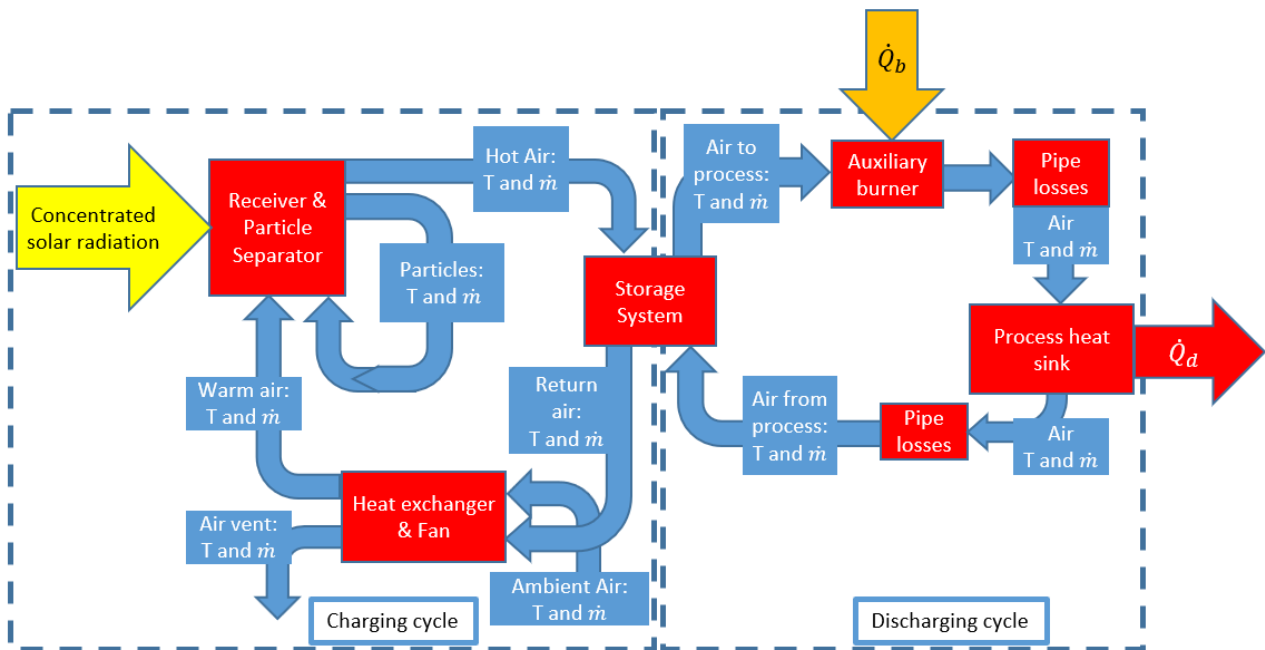 Q̇b
Hot Air:
T and ṁ
Air to
process:
T and ṁ
Auxiliary
burner
Pipe
losses
Concentrated
solar radiation
Receiver &
Particle
Separator
Air
T and ṁ
Particles:
T and ṁ
Storage
System
Process heat
sink
Q̇d
Warm air:
T and ṁ
Return
air:
T and ṁ
Air from
process:
T and ṁ
Pipe
losses
Air
T and ṁ
Heat exchanger
& Fan
Air vent:
T and ṁ
Ambient Air:
T and ṁ
Charging cycle
Discharging cycle